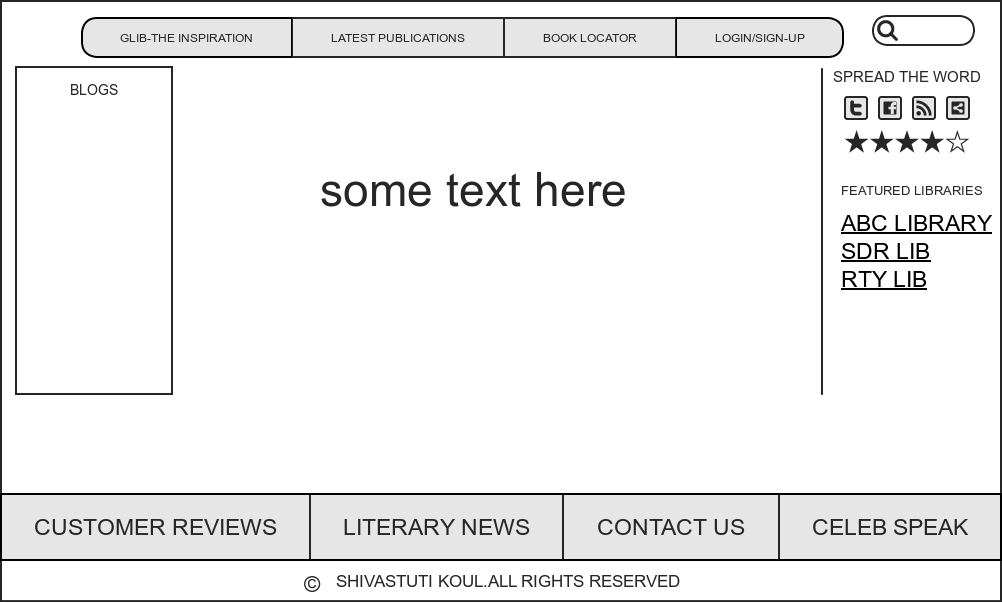 GLIB-THE INSPIRATION
LATEST PUBLICATIONS
BOOK LOCATOR
LOGIN/SIGN-UP
BLOGS
some text here
SPREAD THE WORD
FEATURED LIBRARIES
ABC LIBRARY
SDR LIB
RTY LIB
CUSTOMER REVIEWS
LITERARY NEWS
CONTACT US
CELEB SPEAK
© SHIVASTUTI KOUL.ALL RIGHTS RESERVED